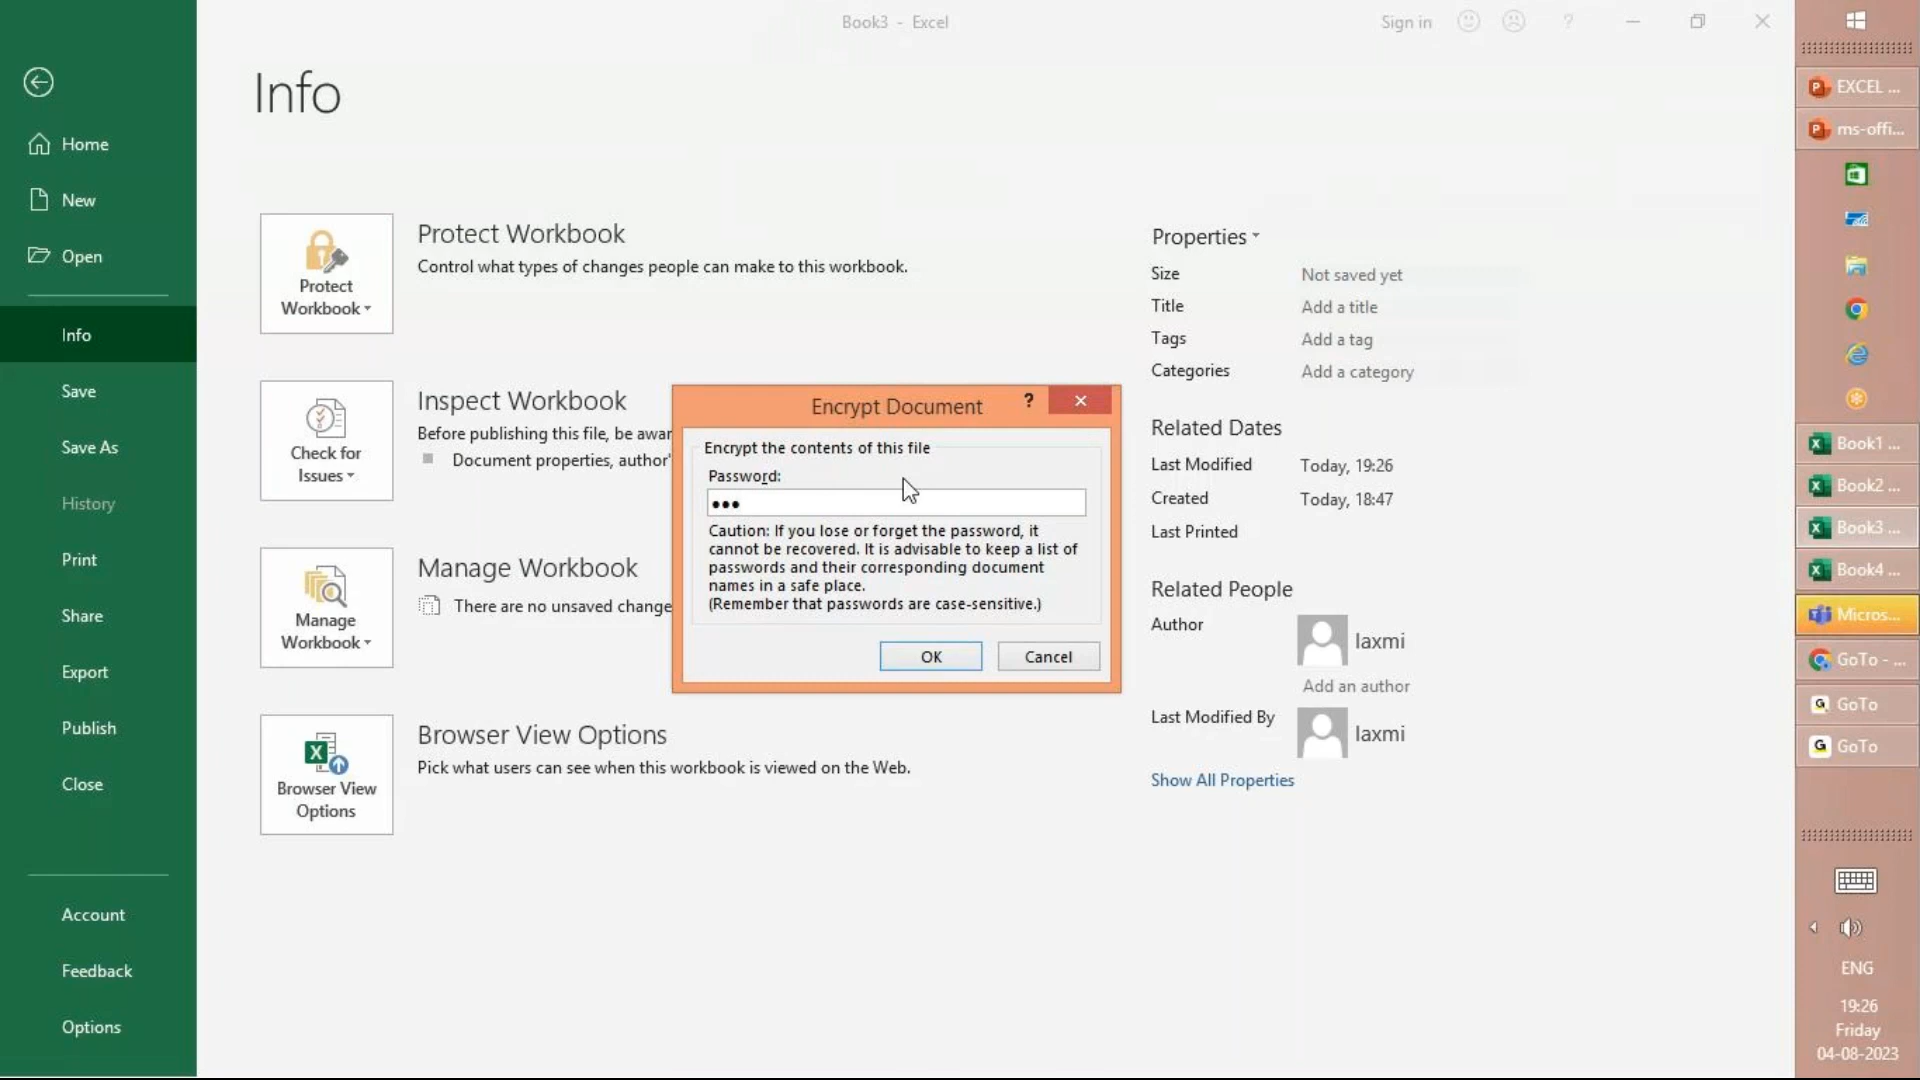 Book3 - Excel
Sign in
?
Info
Home
New
Open
Info
Save
Save As
History
Print
Share
Export
Publish
Close
Account
Feedback
Options
Protect Workbook
Protect Workbook
Control what types of changes people can make to this workbook.
Check for Issues
Inspect Workbook
Before publishing this file, be awar
Document properties, author'
Manage Workbook
Manage Workbook
There are no unsaved change
Browser View Options
Browser View Options
Pick what users can see when this workbook is viewed on the Web.
Encrypt Document
?
Encrypt the contents of this file
Password:
●●●
Caution: If you lose or forget the password, it
cannot be recovered. It is advisable to keep a list of
passwords and their corresponding document
names in a safe place.
(Remember that passwords are case-sensitive.)
OK Cancel
Properties
Size Not saved yet
Title Add a title
Tags Add a tag
Categories Add a category
Related Dates
Last Modified Today, 19:26
Created Today, 18:47
Last Printed
Related People
Author laxmi
Add an author
Last Modified By laxmi
Show All Properties
EXCEL ...
ms-offi...
Book1 ...
Book2 ...
Book3 ...
Book4 ...
Micros...
GoTo - ...
GoTo
GoTo
ENG
19:26
Friday
04-08-2023